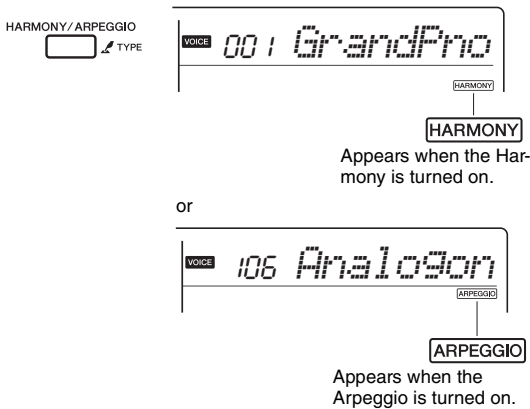 HARMONY/ARPEGGIO
TYPE
VOICE 001 GrandPno
HARMONY
HARMONY
Appears when the Har-
mony is turned on.
or
VOICE 106 Analogon
ARPEGGIO
ARPEGGIO
Appears when the
Arpeggio is turned on.